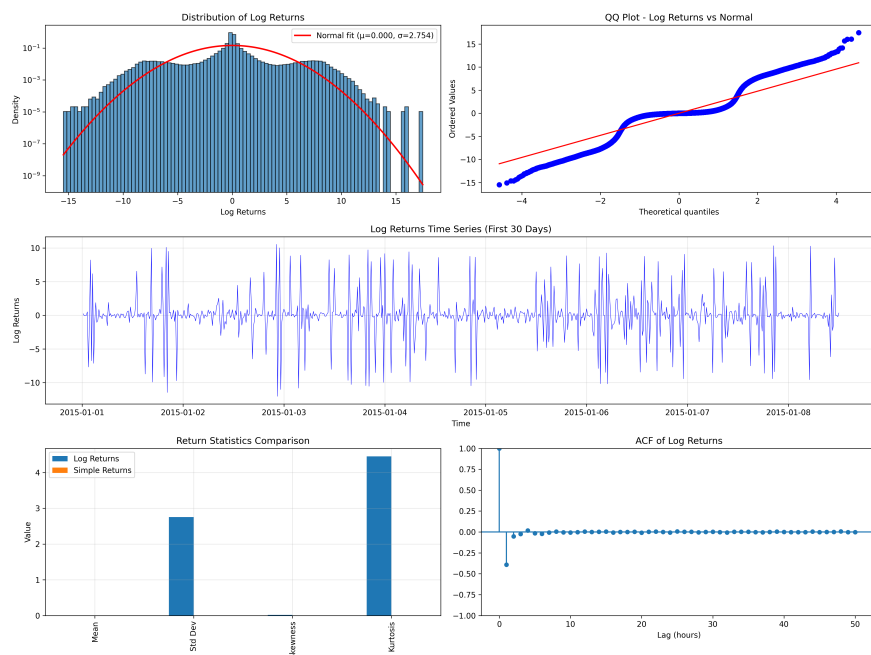 Distribution of Log Returns
Normal fit (μ=0.000, σ=2.754)
10⁻¹
10⁻³
10⁻⁵
10⁻⁷
10⁻⁹
Density
−15 −10 −5 0 5 10 15
Log Returns
QQ Plot - Log Returns vs Normal
15
10
5
0
−5
−10
−15
Ordered Values
−4 −2 0 2 4
Theoretical quantiles
Log Returns Time Series (First 30 Days)
10
5
0
−5
−10
Log Returns
2015-01-01 2015-01-02 2015-01-03 2015-01-04 2015-01-05 2015-01-06 2015-01-07 2015-01-08
Time
Return Statistics Comparison
Log Returns
Simple Returns
4
3
2
1
0
Value
Mean
Std Dev
kewness
Kurtosis
ACF of Log Returns
1.00
0.75
0.50
0.25
0.00
−0.25
−0.50
−0.75
−1.00
0 10 20 30 40 50
Lag (hours)